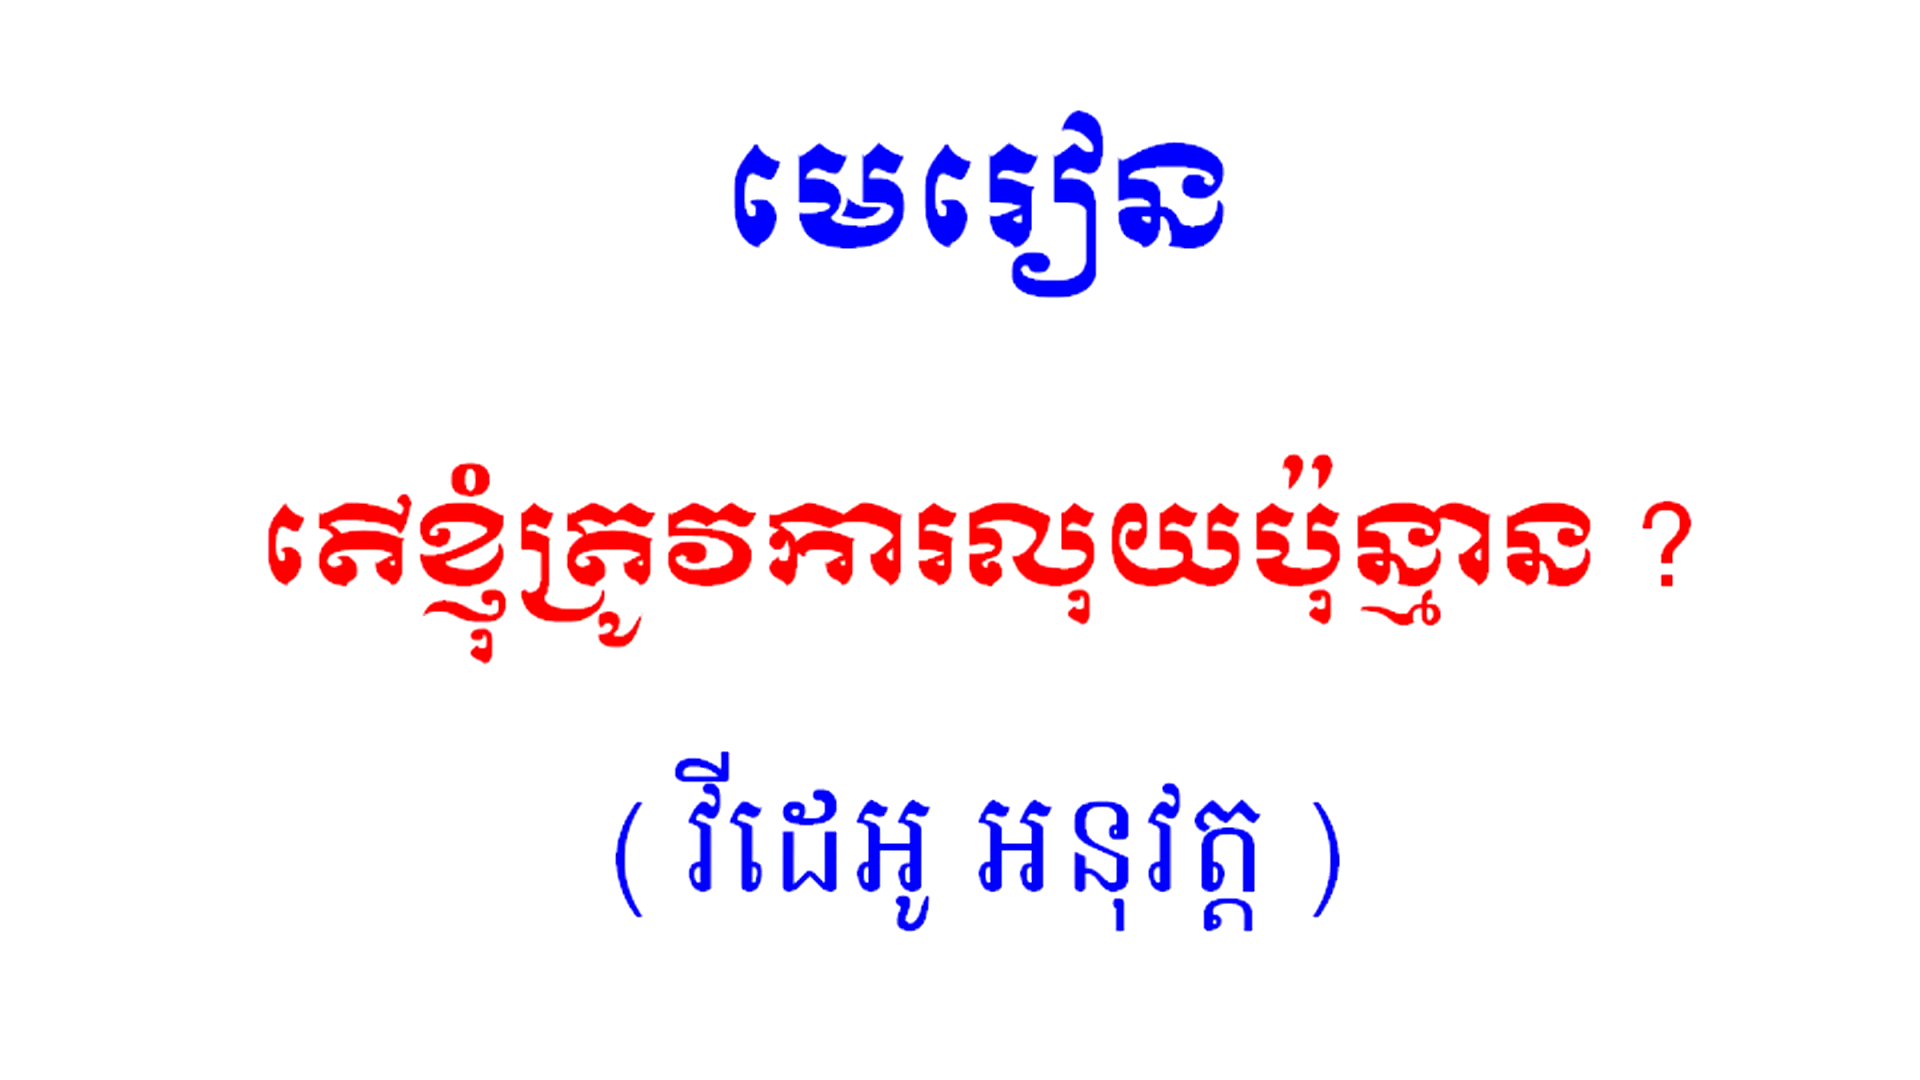 មេរៀន
តើខ្ញុំត្រូវការលុយប៉ុន្មាន ?
( វីដេអូ អនុវត្ត )